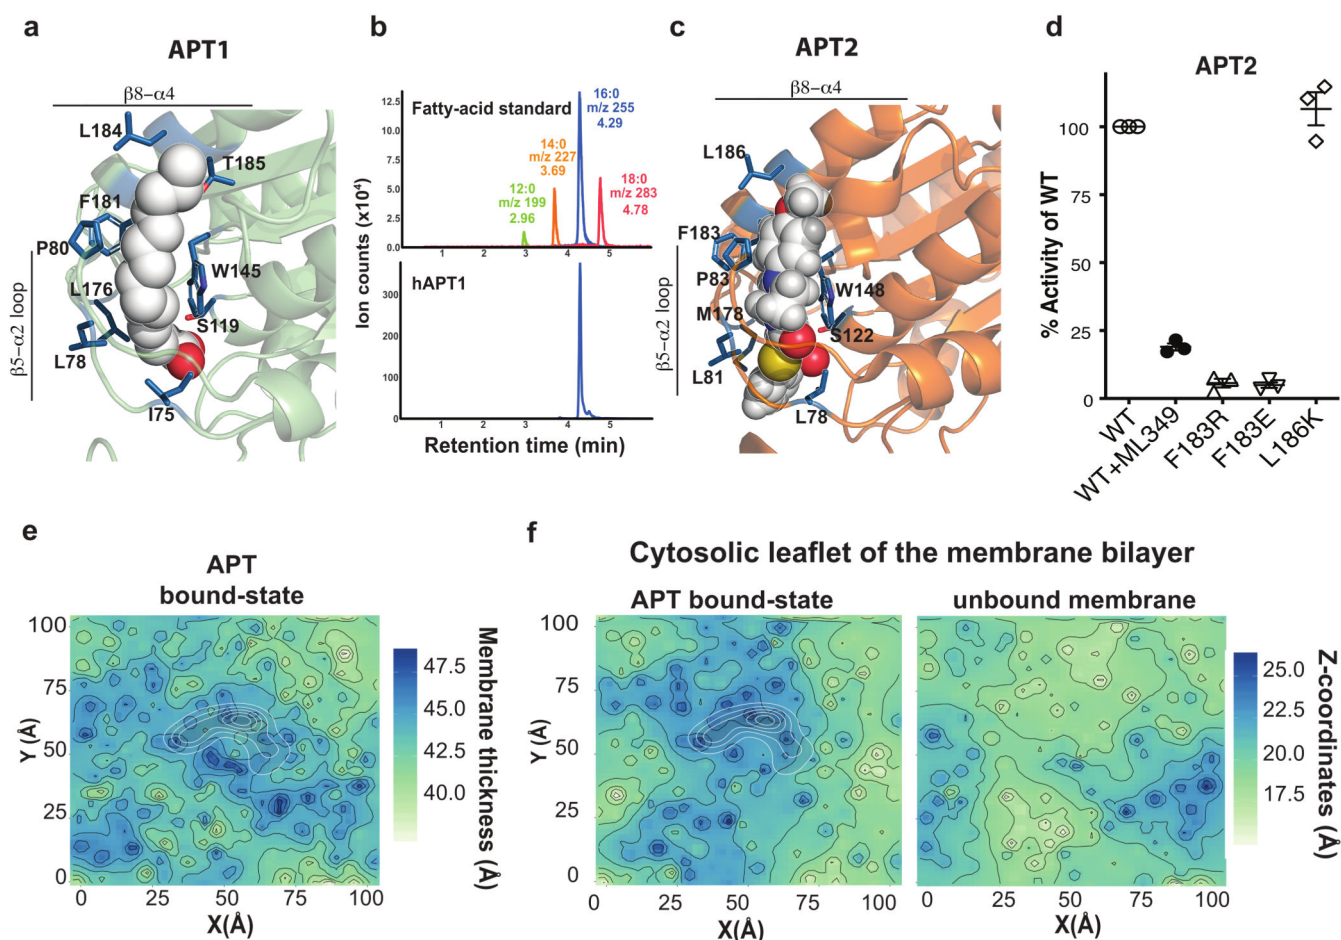 a
APT1
β8-α4
L184
T185
F181
P80
W145
L176
S119
L78
I75
β5-α2 loop
b
Fatty-acid standard
16:0
m/z 255
4.29
14:0
m/z 227
3.69
12:0
m/z 199
2.96
18:0
m/z 283
4.78
12.5
10.0
7.5
5.0
2.5
0.0
1 2 3 4 5
hAPT1
300
200
100
0
1 2 3 4 5
Ion counts (x10⁴)
Retention time (min)
c
APT2
β8-α4
L186
F183
P83
W148
M178
S122
L81
L78
β5-α2 loop
d
APT2
% Activity of WT
100
75
50
25
0
WT
WT+ML349
F183R
F183E
L186K
e
APT
bound-state
100
75
50
25
0
Y (Å)
0 25 50 75 100
X(Å)
47.5
45.0
42.5
40.0
Membrane thickness (Å)
f
Cytosolic leaflet of the membrane bilayer
APT bound-state
unbound membrane
100
75
50
25
0
Y (Å)
0 25 50 75 100
X(Å)
0 25 50 75 100
X(Å)
25.0
22.5
20.0
17.5
Z-coordinates (Å)